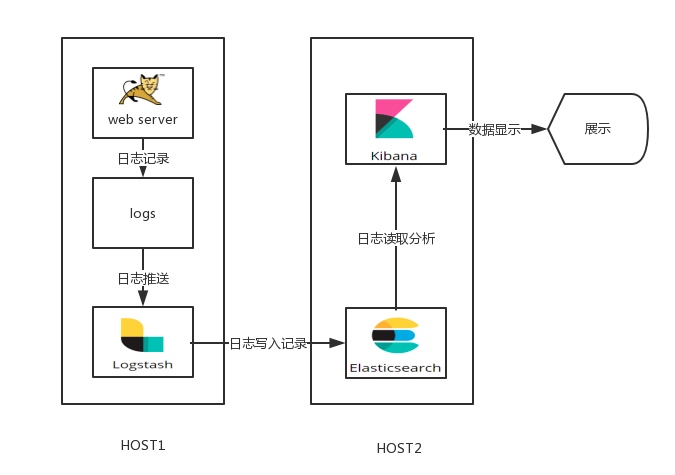 web server
日志记录
logs
日志推送
Logstash
日志写入记录
Kibana
数据显示
展示
日志读取分析
Elasticsearch
HOST1
HOST2